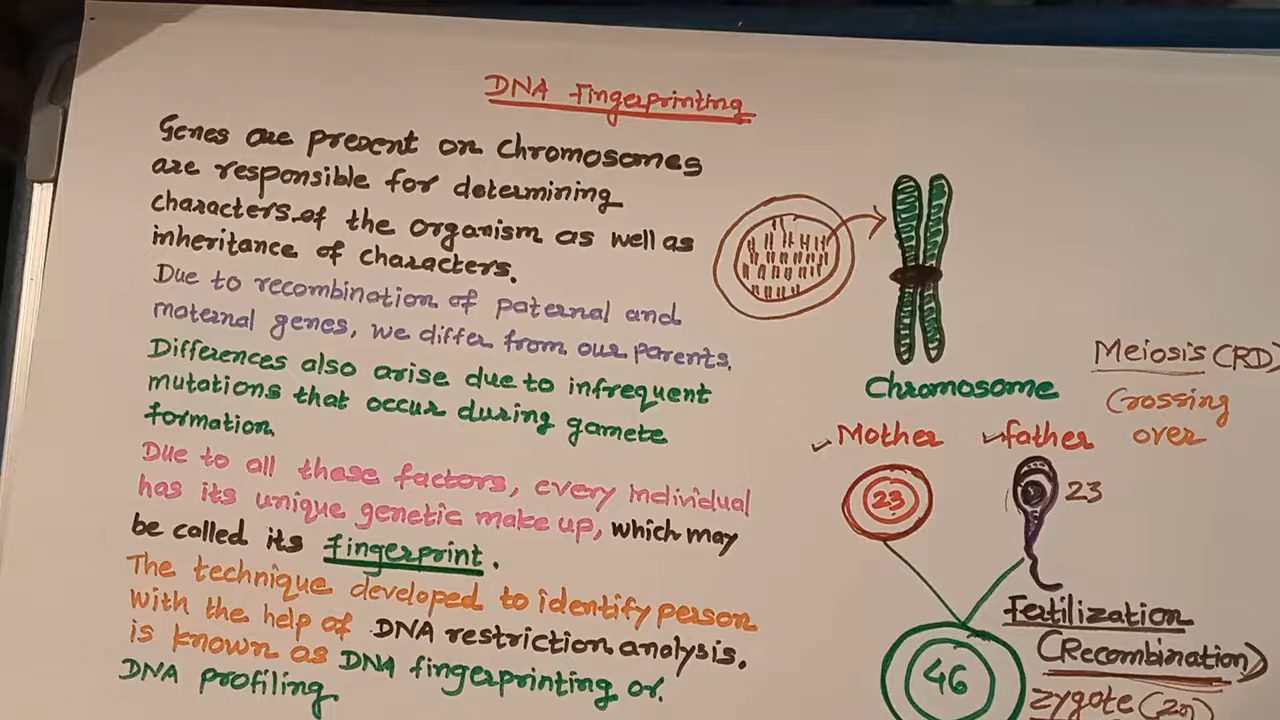 DNA Fingerprinting
Genes are present on chromosomes
are responsible for determining
characters of the organism as well as
inheritance of characters.
Due to recombination of paternal and
maternal genes, we differ from our parents.
Differences also arise due to infrequent
mutations that occur during gamete
formation.
Due to all these factors, every individual
has its unique genetic make up, which may
be called its fingerprint.
The technique developed to identify person
with the help of DNA restriction analysis.
is known as DNA fingerprinting or.
DNA profiling.
Chromosome
Meiosis (RD)
Crossing
over
Mother
father
23
23
Fertilization
(Recombination)
46
zygote (2n)